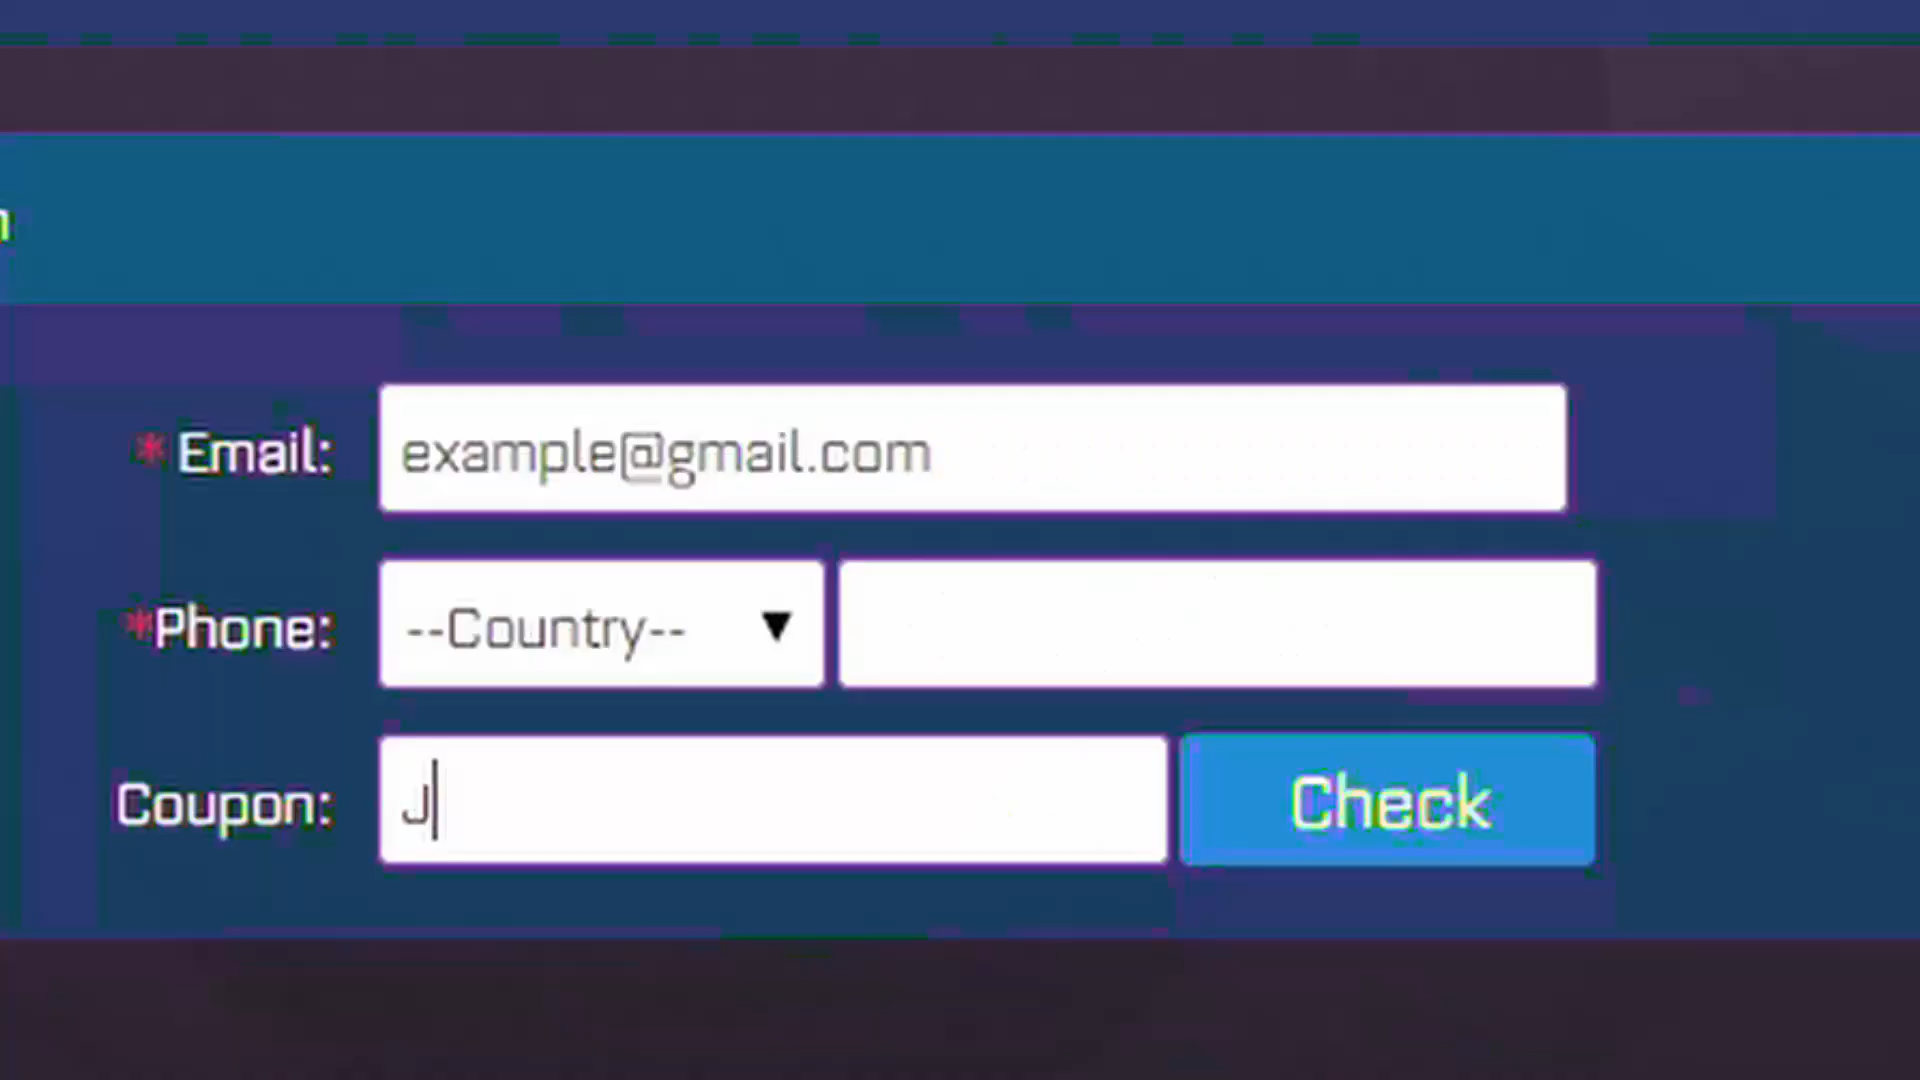 * Email: example@gmail.com
*Phone: --Country-- ▼
Coupon: J Check